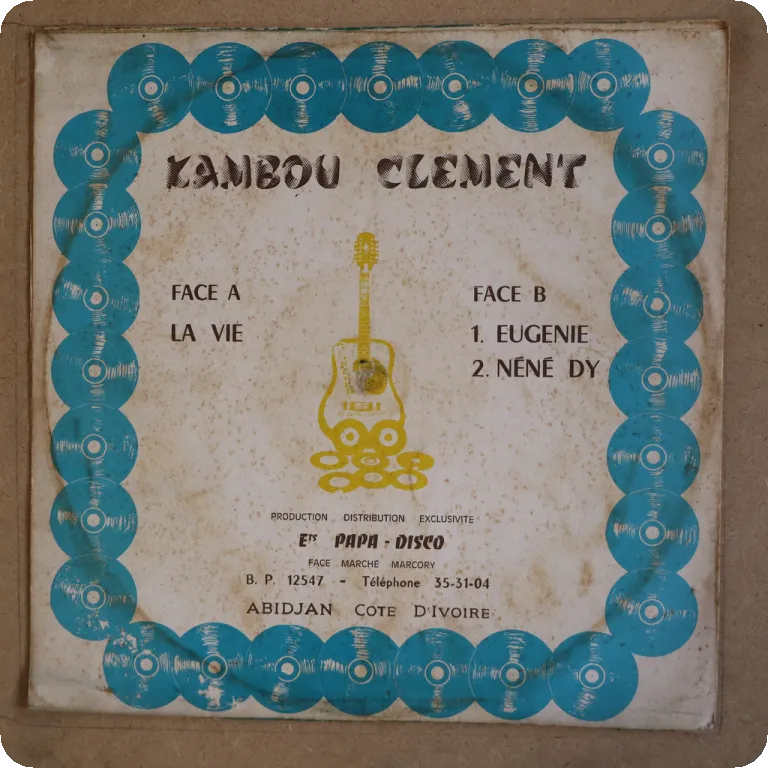 KAMBOU CLEMENT
FACE A
LA VIE
FACE B
1. EUGENIE
2. NÉNÉ DY
PRODUCTION DISTRIBUTION EXCLUSIVITE
Ets PAPA - DISCO
FACE MARCHÉ MARCORY
B. P. 12547 - Téléphone 35-31-04
ABIDJAN COTE D'IVOIRE